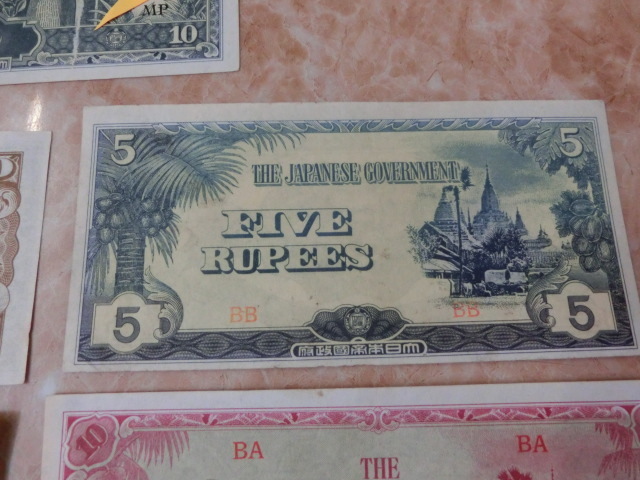 MP
10
5
5
THE JAPANESE GOVERNMENT
FIVE
RUPEES
BB
BB
5
5
府政國帝本日大
10
BA
BA
THE